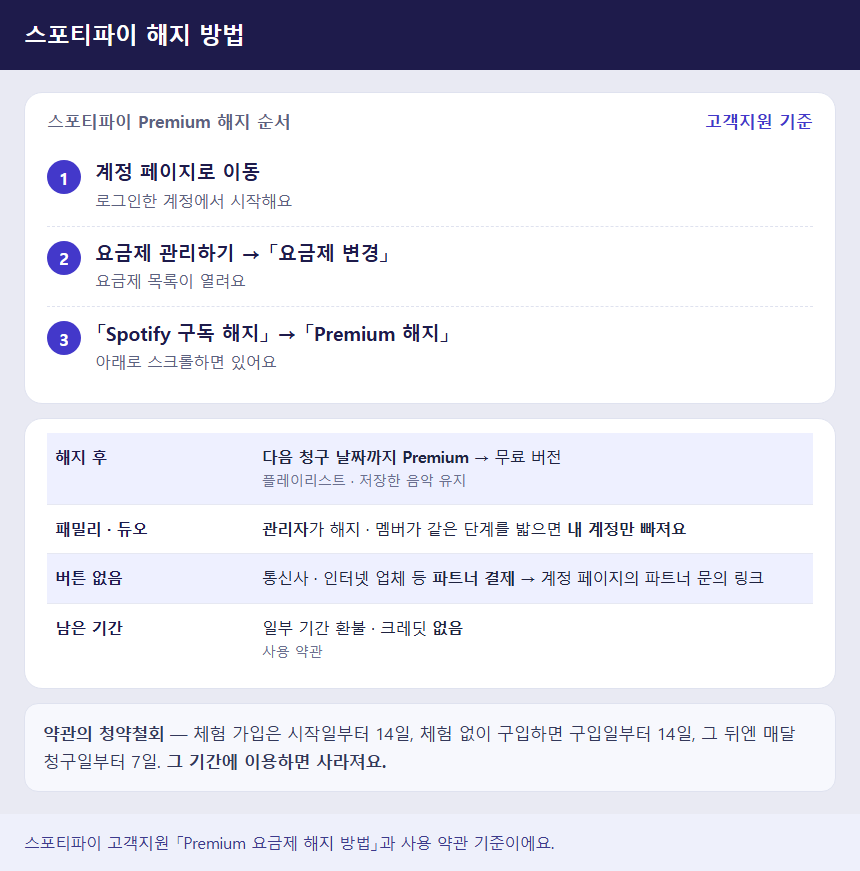 스포티파이 해지 방법
스포티파이 Premium 해지 순서
고객지원 기준
1
계정 페이지로 이동
로그인한 계정에서 시작해요
2
요금제 관리하기 → 「요금제 변경」
요금제 목록이 열려요
3
「Spotify 구독 해지」 → 「Premium 해지」
아래로 스크롤하면 있어요
해지 후
다음 청구 날짜까지 Premium → 무료 버전
플레이리스트 · 저장한 음악 유지
패밀리 · 듀오
관리자가 해지 · 멤버가 같은 단계를 밟으면 내 계정만 빠져요
버튼 없음
통신사 · 인터넷 업체 등 파트너 결제 → 계정 페이지의 파트너 문의 링크
남은 기간
일부 기간 환불 · 크레딧 없음
사용 약관
약관의 청약철회 — 체험 가입은 시작일부터 14일, 체험 없이 구입하면 구입일부터 14일, 그 뒤엔 매달
청구일부터 7일. 그 기간에 이용하면 사라져요.
스포티파이 고객지원 「Premium 요금제 해지 방법」과 사용 약관 기준이에요.